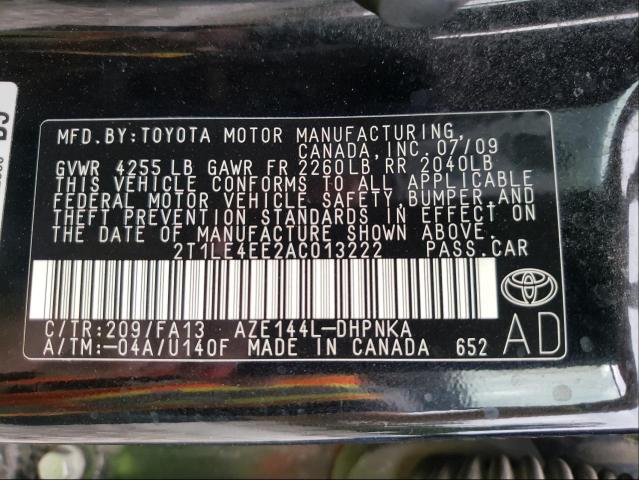 MFD.BY:TOYOTA MOTOR MANUFACTURING,
CANADA,INC. 07/09
GVWR 4255 LB GAWR FR 2260LB RR 2040LB
THIS VEHICLE CONFORMS TO ALL APPLICABLE
FEDERAL MOTOR VEHICLE SAFETY,BUMPER,AND
THEFT PREVENTION STANDARDS IN EFFECT ON
THE DATE OF MANUFACTURE SHOWN ABOVE.
2T1LE4EE2AC013222 PASS.CAR
C/TR:209/FA13 AZE144L-DHPNKA
A/TM:-04A/U140F MADE IN CANADA 652
AD